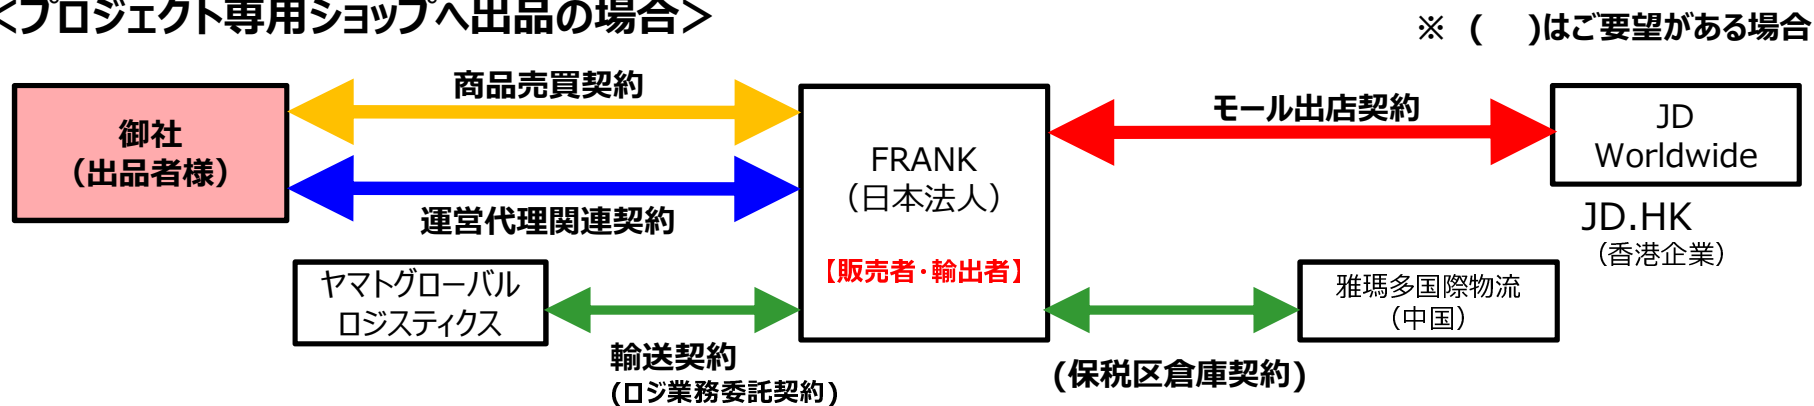 <プロジェクト専用ショップへ出品の場合>
※ (　)はご要望がある場合
御社
（出品者様）
商品売買契約
運営代理関連契約
FRANK
（日本法人）
【販売者・輸出者】
モール出店契約
JD
Worldwide
JD.HK
（香港企業）
ヤマトグローバル
ロジスティクス
輸送契約
(ロジ業務委託契約)
(保税区倉庫契約)
雅瑪多国際物流
（中国）